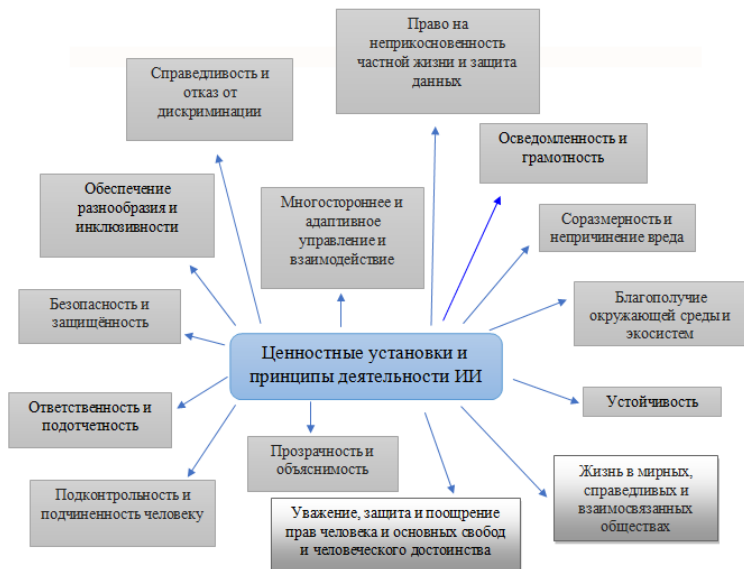 Право на
неприкосновенность
частной жизни и защита
данных
Справедливость и
отказ от
дискриминации
Осведомленность и
грамотность
Обеспечение
разнообразия и
инклюзивности
Многостороннее и
адаптивное
управление и
взаимодействие
Соразмерность и
непричинение вреда
Безопасность и
защищённость
Благополучие
окружающей среды и
экосистем
Ценностные установки и
принципы деятельности ИИ
Ответственность и
подотчетность
Устойчивость
Прозрачность и
объяснимость
Подконтрольность и
подчиненность человеку
Уважение, защита и поощрение
прав человека и основных свобод
и человеческого достоинства
Жизнь в мирных,
справедливых и
взаимосвязанных
обществах